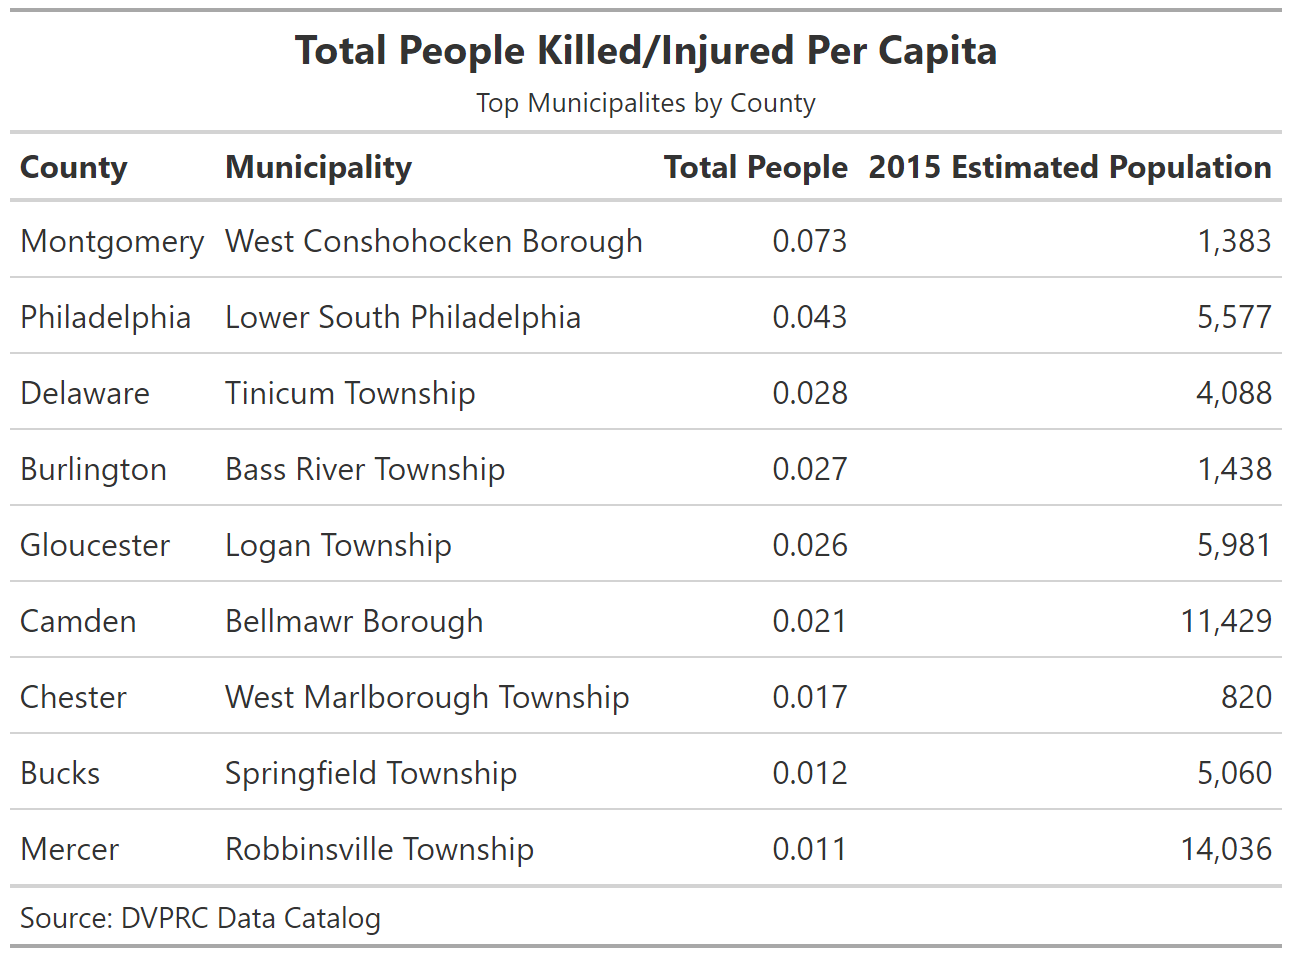 Total People Killed/Injured Per Capita
Top Municipalites by County
County Municipality Total People 2015 Estimated Population
Montgomery West Conshohocken Borough 0.073 1,383
Philadelphia Lower South Philadelphia 0.043 5,577
Delaware Tinicum Township 0.028 4,088
Burlington Bass River Township 0.027 1,438
Gloucester Logan Township 0.026 5,981
Camden Bellmawr Borough 0.021 11,429
Chester West Marlborough Township 0.017 820
Bucks Springfield Township 0.012 5,060
Mercer Robbinsville Township 0.011 14,036
Source: DVPRC Data Catalog